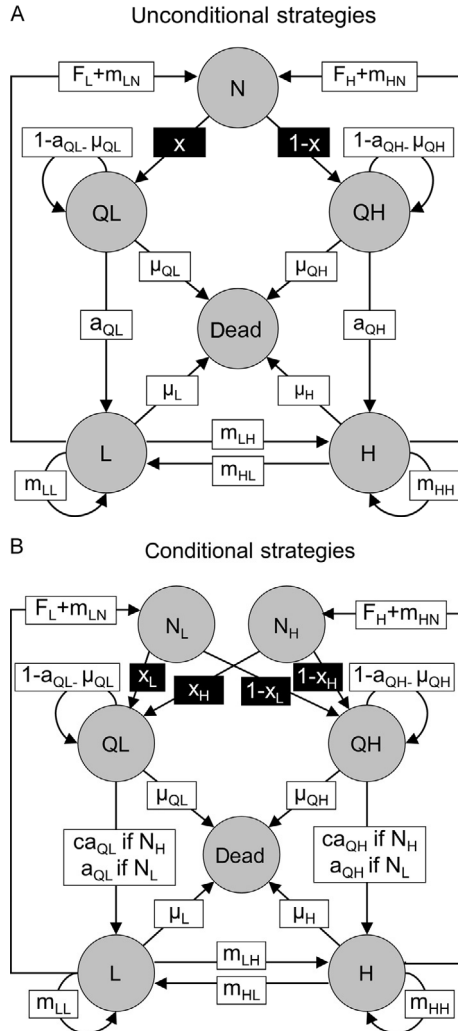 A
Unconditional strategies
F_L+m_LN
N
F_H+m_HN
x
1-x
1-a_QL- μ_QL
1-a_QH- μ_QH
QL
QH
μ_QL
μ_QH
a_QL
Dead
a_QH
μ_L
μ_H
L
m_LH
H
m_HL
m_LL
m_HH
B
Conditional strategies
F_L+m_LN
N_L
N_H
F_H+m_HN
1-a_QL- μ_QL
x_L
x_H
1-x_L
1-x_H
1-a_QH- μ_QH
QL
QH
μ_QL
μ_QH
ca_QL if N_H
a_QL if N_L
Dead
ca_QH if N_H
a_QH if N_L
μ_L
μ_H
L
m_LH
H
m_HL
m_LL
m_HH